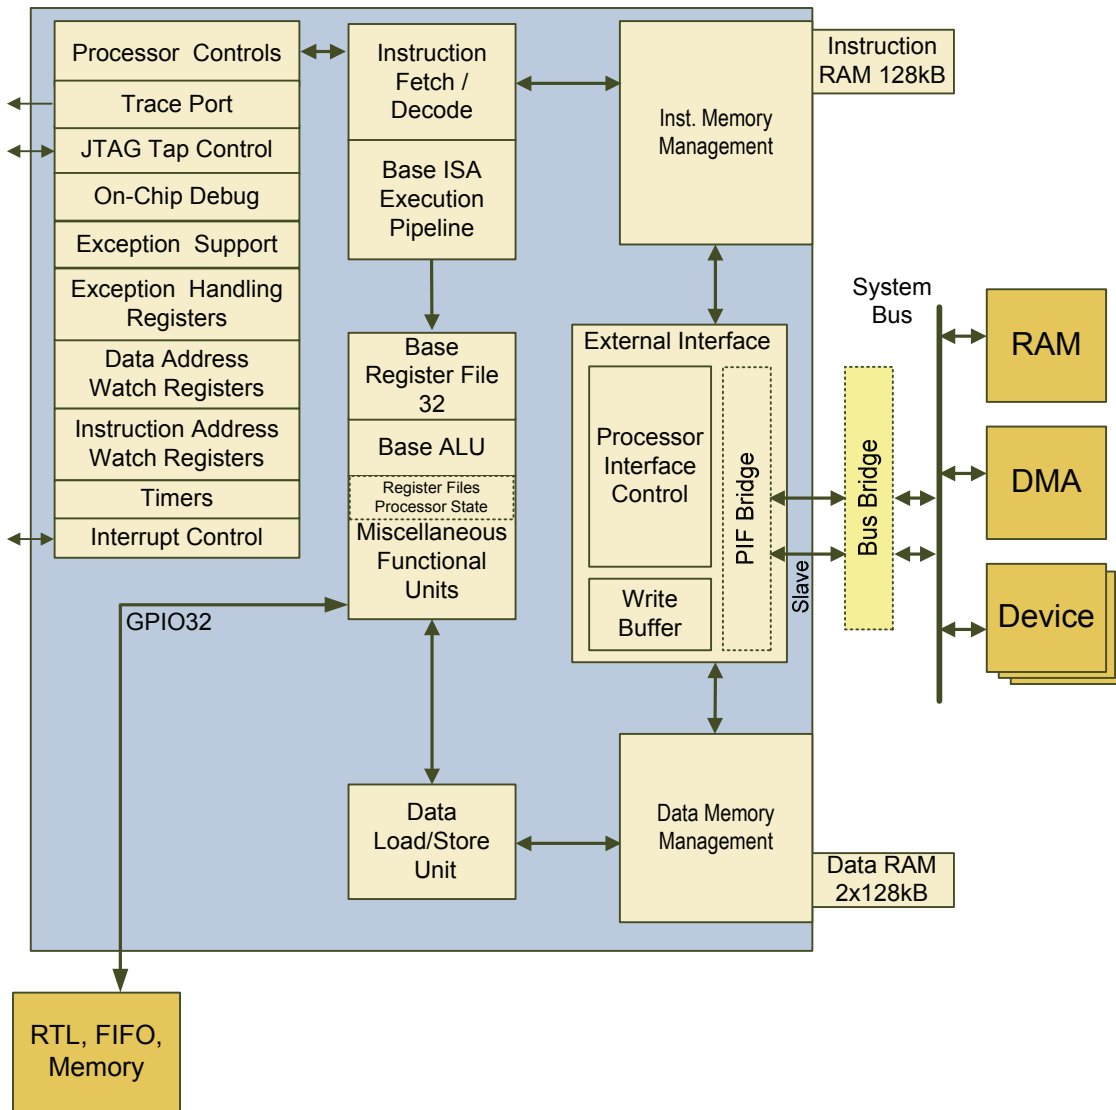 Processor Controls
Trace Port
JTAG Tap Control
On-Chip Debug
Exception Support
Exception Handling
Registers
Data Address
Watch Registers
Instruction Address
Watch Registers
Timers
Interrupt Control
Instruction
Fetch /
Decode
Base ISA
Execution
Pipeline
Base
Register File
32
Base ALU
Register Files
Processor State
Miscellaneous
Functional
Units
GPIO32
Data
Load/Store
Unit
Inst. Memory
Management
Instruction
RAM 128kB
External Interface
Processor
Interface
Control
Write
Buffer
PIF Bridge
Slave
Bus Bridge
System
Bus
RAM
DMA
Device
Data Memory
Management
Data RAM
2x128kB
RTL, FIFO,
Memory